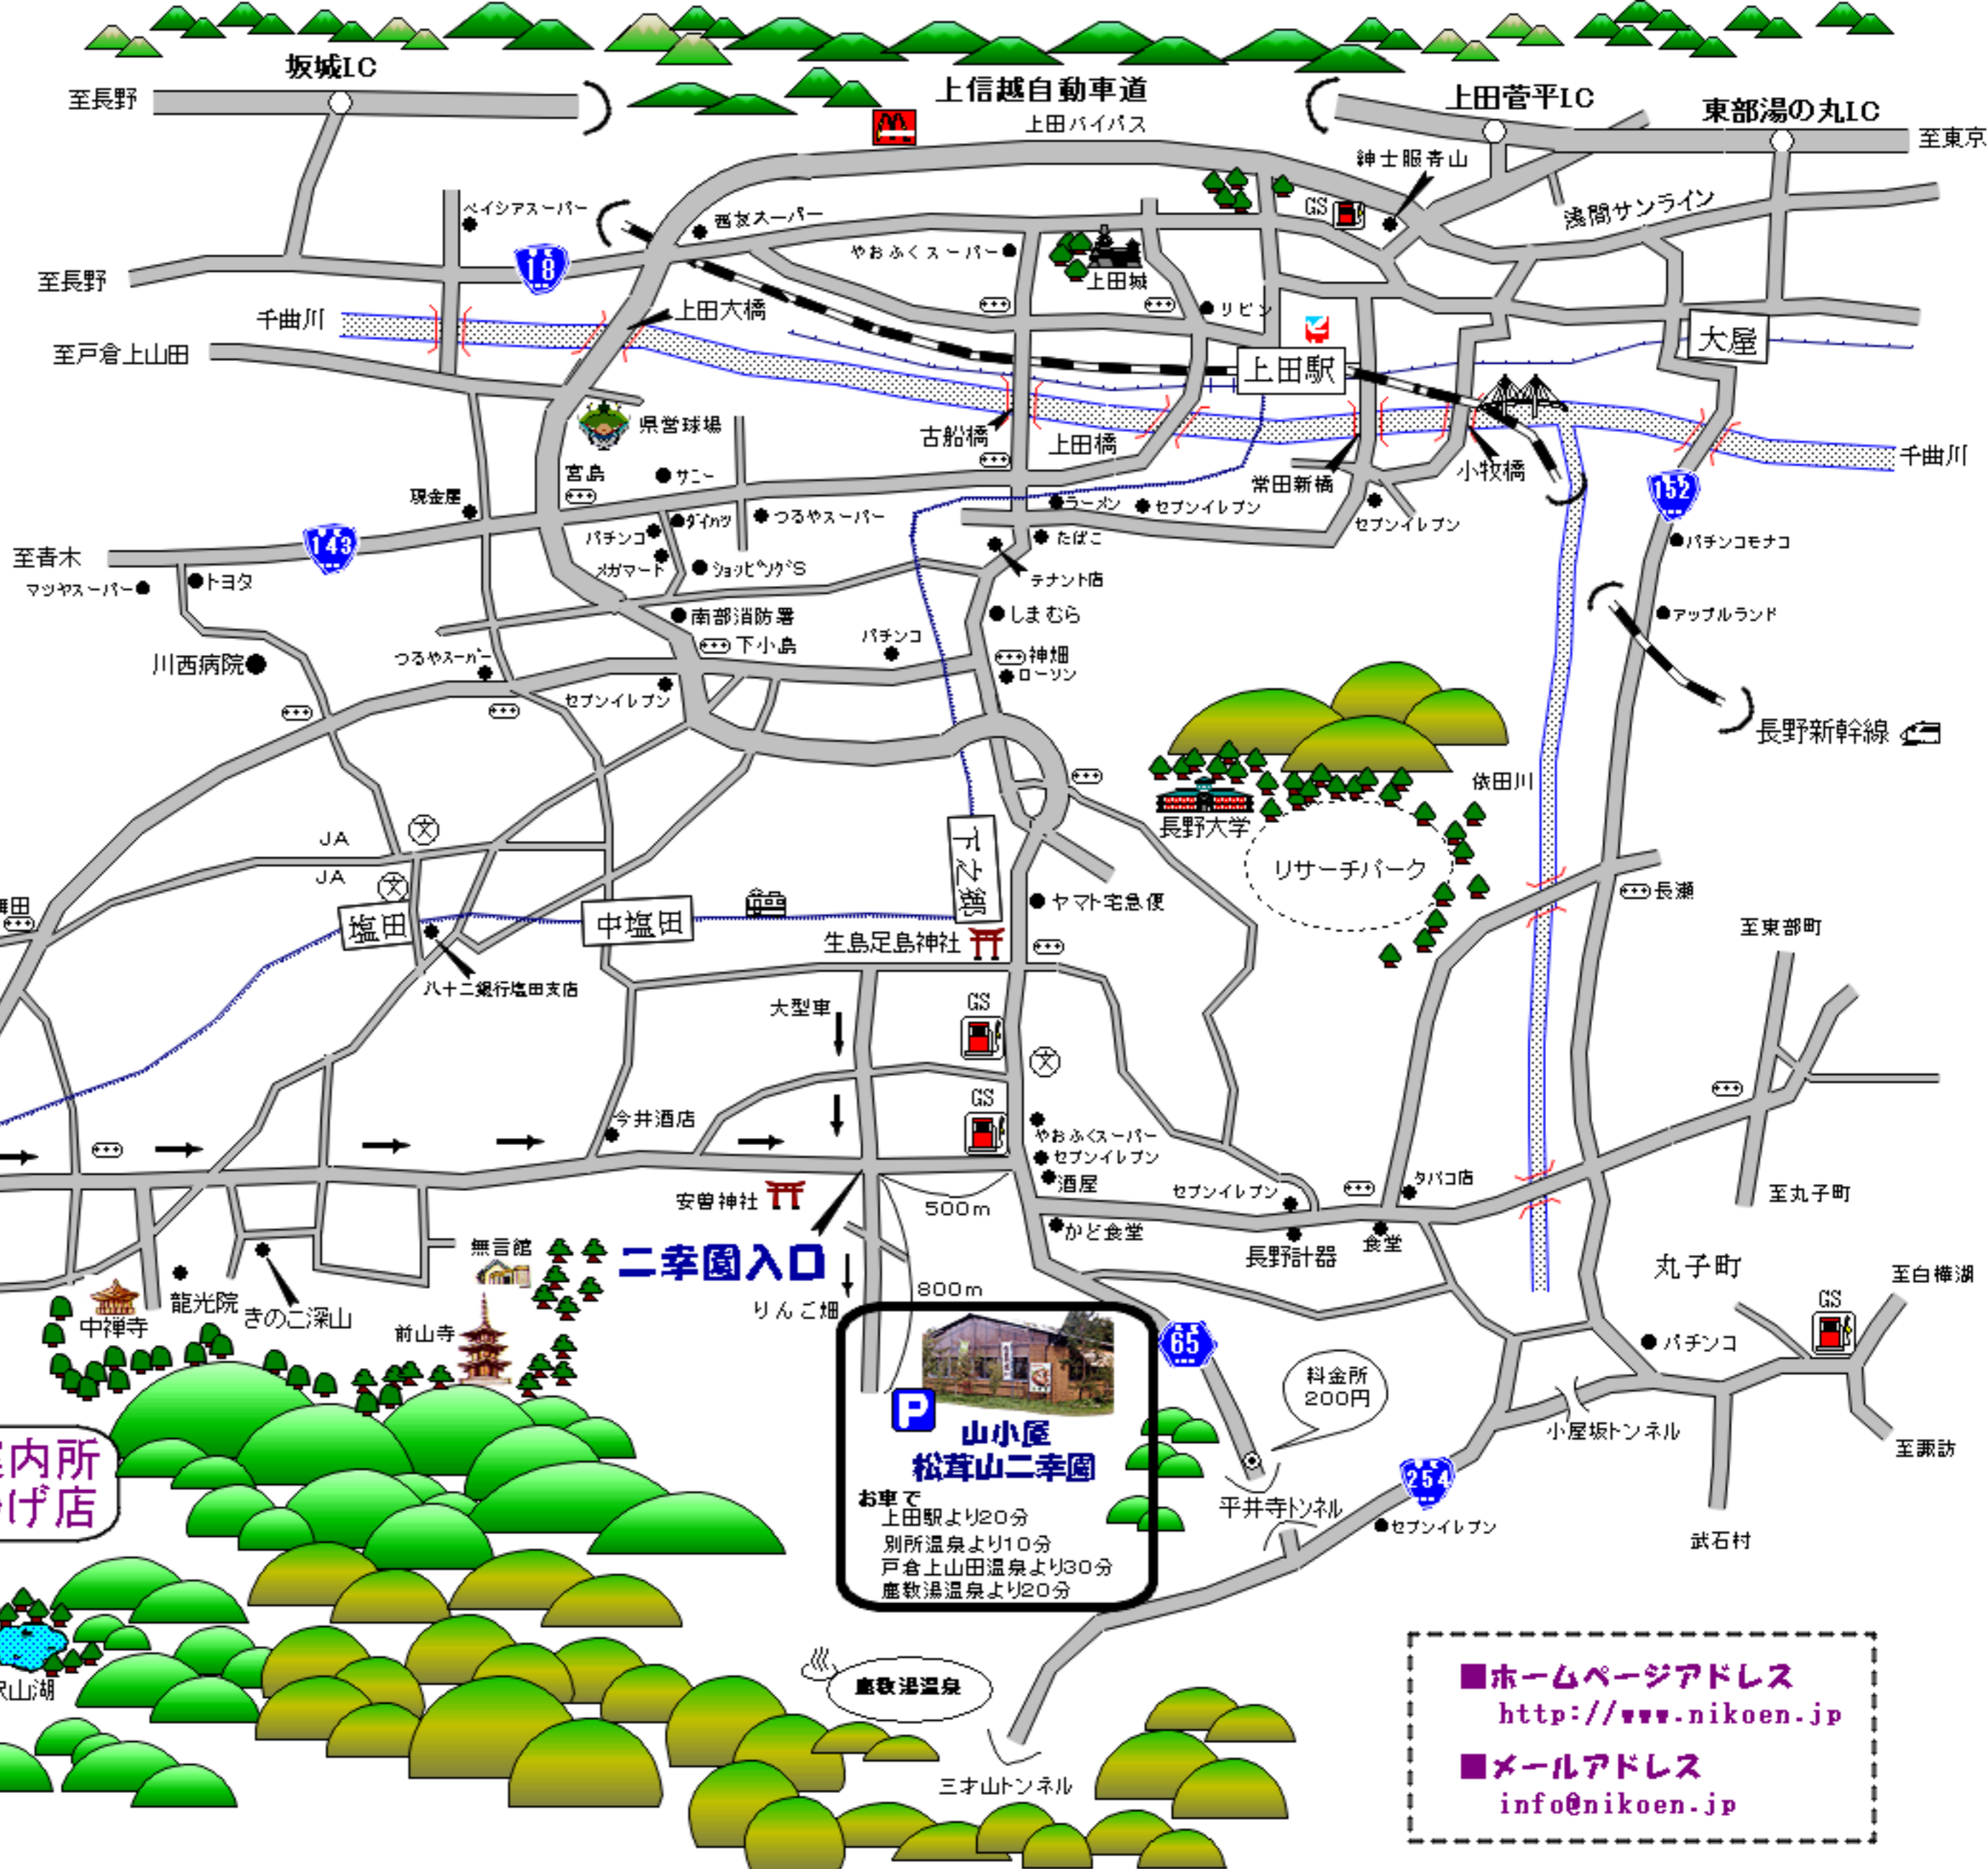 坂城IC
至長野
上信越自動車道
上田バイパス
上田菅平IC
東部湯の丸IC
至東京
紳士服青山
GS
浅間サンライン
ベイシアスーパー
西友スーパー
やおふくスーパー
上田城
至長野
18
千曲川
上田大橋
リビン
至戸倉上山田
上田駅
大屋
県営球場
古船橋
上田橋
常田新橋
小牧橋
千曲川
宮島
サニー
現金屋
ダイハツ
つるやスーパー
ラーメン
セブンイレブン
セブンイレブン
152
パチンコ
たばこ
パチンコモナコ
至青木
143
メガマート
ショッピングS
テナント店
マツヤスーパー
トヨタ
南部消防署
しまむら
アップルランド
下小島
パチンコ
神畑
ローソン
川西病院
つるやスーパー
セブンイレブン
長野新幹線
依田川
長野大学
リサーチパーク
JA
文
JA
文
下之郷
長瀬
塩田
中塩田
ヤマト宅急便
生島足島神社
至東部町
八十二銀行塩田支店
大型車
GS
文
GS
今井酒店
やおふくスーパー
セブンイレブン
酒屋
安曽神社
500m
セブンイレブン
タバコ店
至丸子町
かど食堂
長野計器
食堂
無言館
二幸園入口
丸子町
至白樺湖
龍光院
きのこ深山
りんご畑
800m
GS
中禅寺
前山寺
65
パチンコ
料金所
200円
P
山小屋
松茸山二幸園
小屋坂トンネル
至諏訪
内所
げ店
お車で
上田駅より20分
別所温泉より10分
戸倉上山田温泉より30分
鹿教湯温泉より20分
平井寺トンネル
254
セブンイレブン
武石村
山湖
鹿教湯温泉
三才山トンネル
■ホームページアドレス
http://www.nikoen.jp
■メールアドレス
info@nikoen.jp